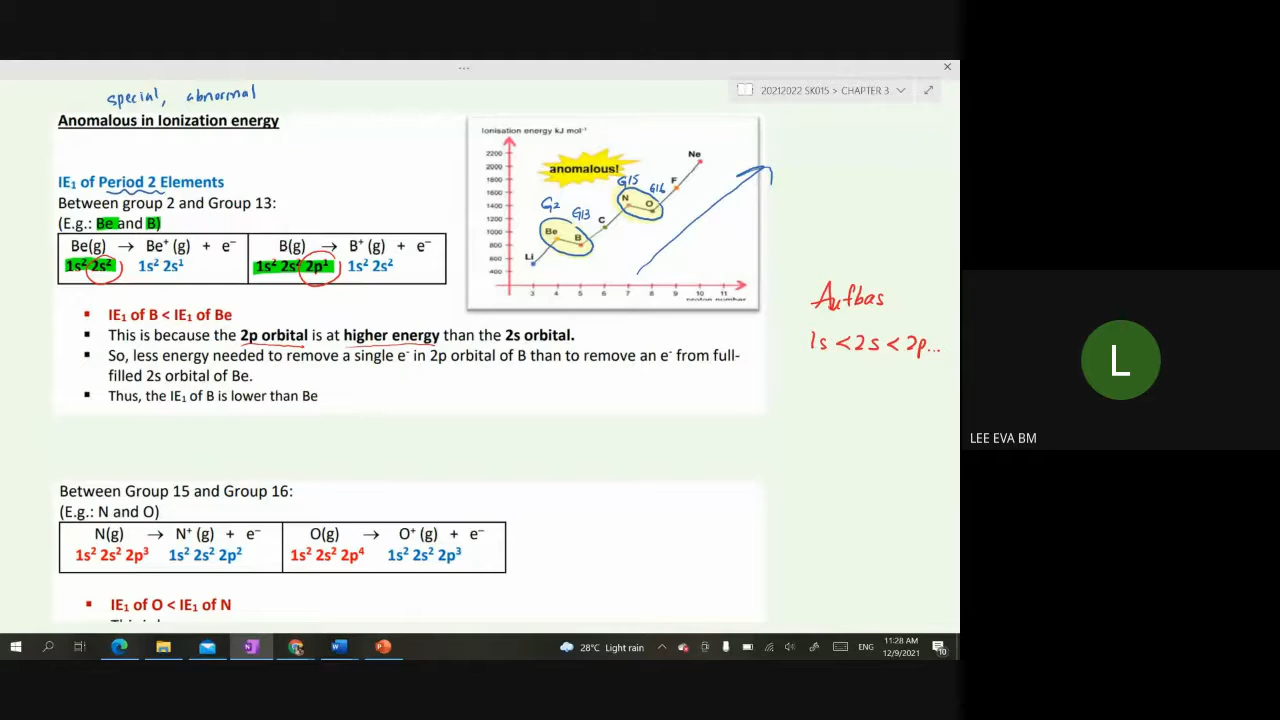 special, abnormal
20212022 SK015 > CHAPTER 3
Anomalous in Ionization energy
IE₁ of Period 2 Elements
Between group 2 and Group 13:
(E.g.: Be and B)
Be(g) → Be⁺ (g) + e⁻
1s² 2s² 1s² 2s¹
B(g) → B⁺ (g) + e⁻
1s² 2s² 2p¹ 1s² 2s²
Ionisation energy kJ mol⁻¹
2200
2000
1800
1600
1400
1200
1000
800
600
400
anomalous!
Li
Be
B
C
N
O
F
Ne
G2
G13
G15
G16
3 4 5 6 7 8 9 10 11
proton number
IE₁ of B < IE₁ of Be
This is because the 2p orbital is at higher energy than the 2s orbital.
So, less energy needed to remove a single e⁻ in 2p orbital of B than to remove an e⁻ from full-
filled 2s orbital of Be.
Thus, the IE₁ of B is lower than Be
Aufbas
1s < 2s < 2p...
Between Group 15 and Group 16:
(E.g.: N and O)
N(g) → N⁺ (g) + e⁻
1s² 2s² 2p³ 1s² 2s² 2p²
O(g) → O⁺ (g) + e⁻
1s² 2s² 2p⁴ 1s² 2s² 2p³
IE₁ of O < IE₁ of N
L
LEE EVA BM
28°C Light rain
ENG
11:28 AM
12/9/2021
10